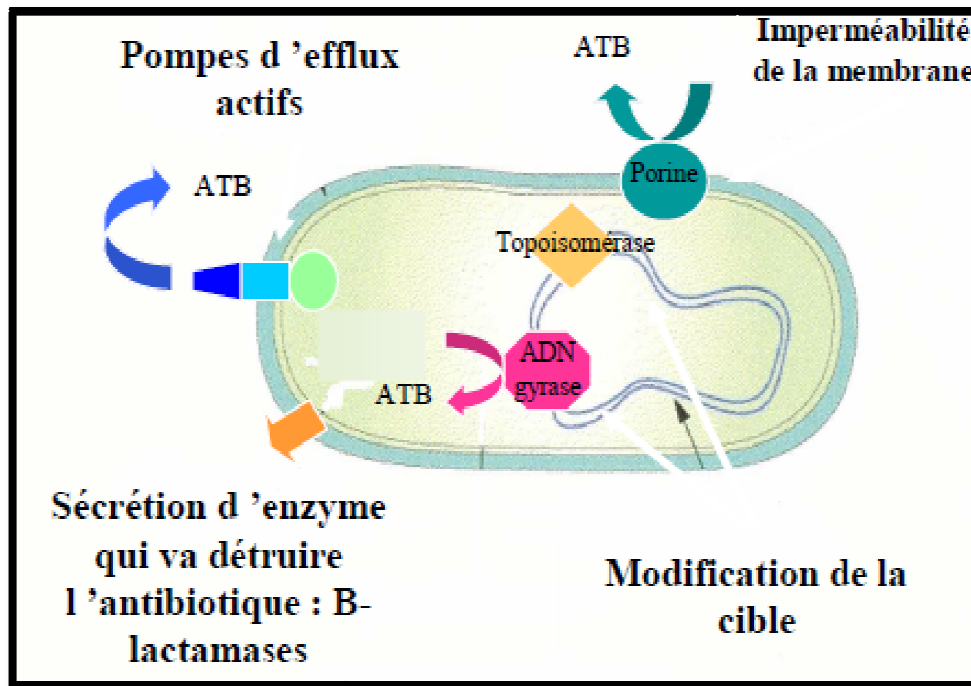 Pompes d ’efflux
actifs
ATB
Imperméabilité
de la membrane
ATB
Porine
Topoisomérase
ADN
gyrase
ATB
Sécrétion d ’enzyme
qui va détruire
l ’antibiotique : B-
lactamases
Modification de la
cible